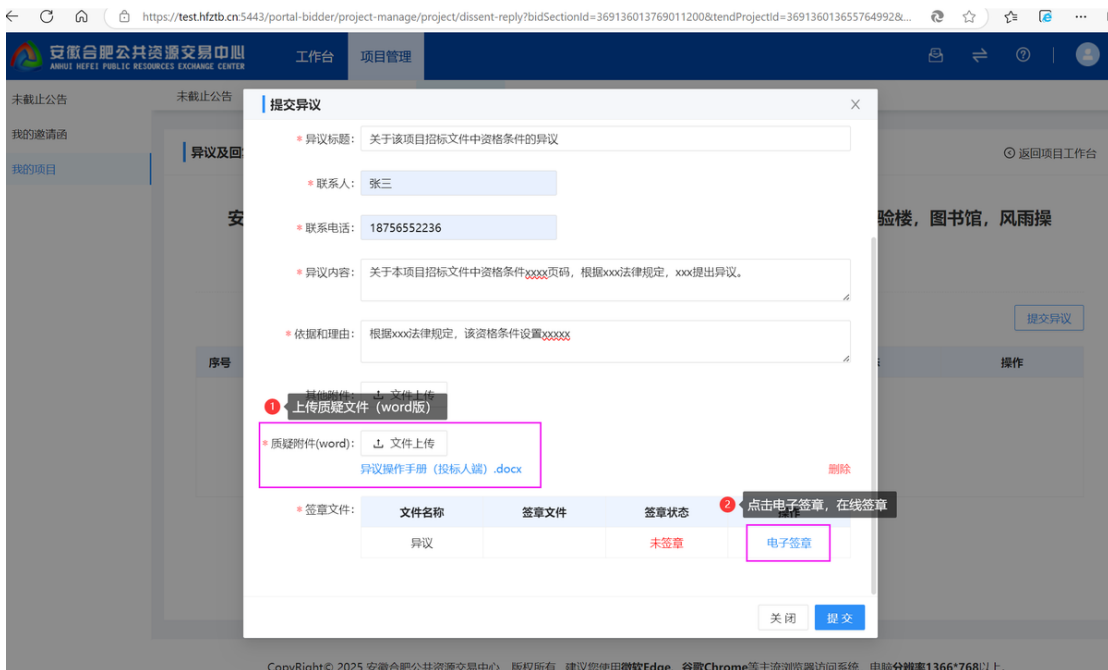 https://test.hfztb.cn:5443/portal-bidder/project-manage/project/dissent-reply?bidSectionId=369136013769011200&tendProjectId=369136013655764992&...
安徽合肥公共资源交易中心
ANHUI HEFEI PUBLIC RESOURCES EXCHANGE CENTER
工作台
项目管理
未截止公告
我的邀请函
我的项目
未截止公告
异议及回
返回项目工作台
安
验楼，图书馆，风雨操
提交异议
序号
操作
提交异议
* 异议标题： 关于该项目招标文件中资格条件的异议
* 联系人： 张三
* 联系电话： 18756552236
* 异议内容： 关于本项目招标文件中资格条件xxxx页码，根据xxx法律规定，xxx提出异议。
* 依据和理由： 根据xxx法律规定，该资格条件设置xxxxx
其他附件： 文件上传
1 上传质疑文件（word版）
* 质疑附件(word)： 文件上传
异议操作手册（投标人端）.docx 删除
2 点击电子签章，在线签章
* 签章文件： 文件名称 签章文件 签章状态 操作
异议 未签章 电子签章
关 闭 提 交
CopyRight© 2025 安徽合肥公共资源交易中心 版权所有 建议您使用微软Edge、谷歌Chrome等主流浏览器访问系统，电脑分辨率1366*768以上